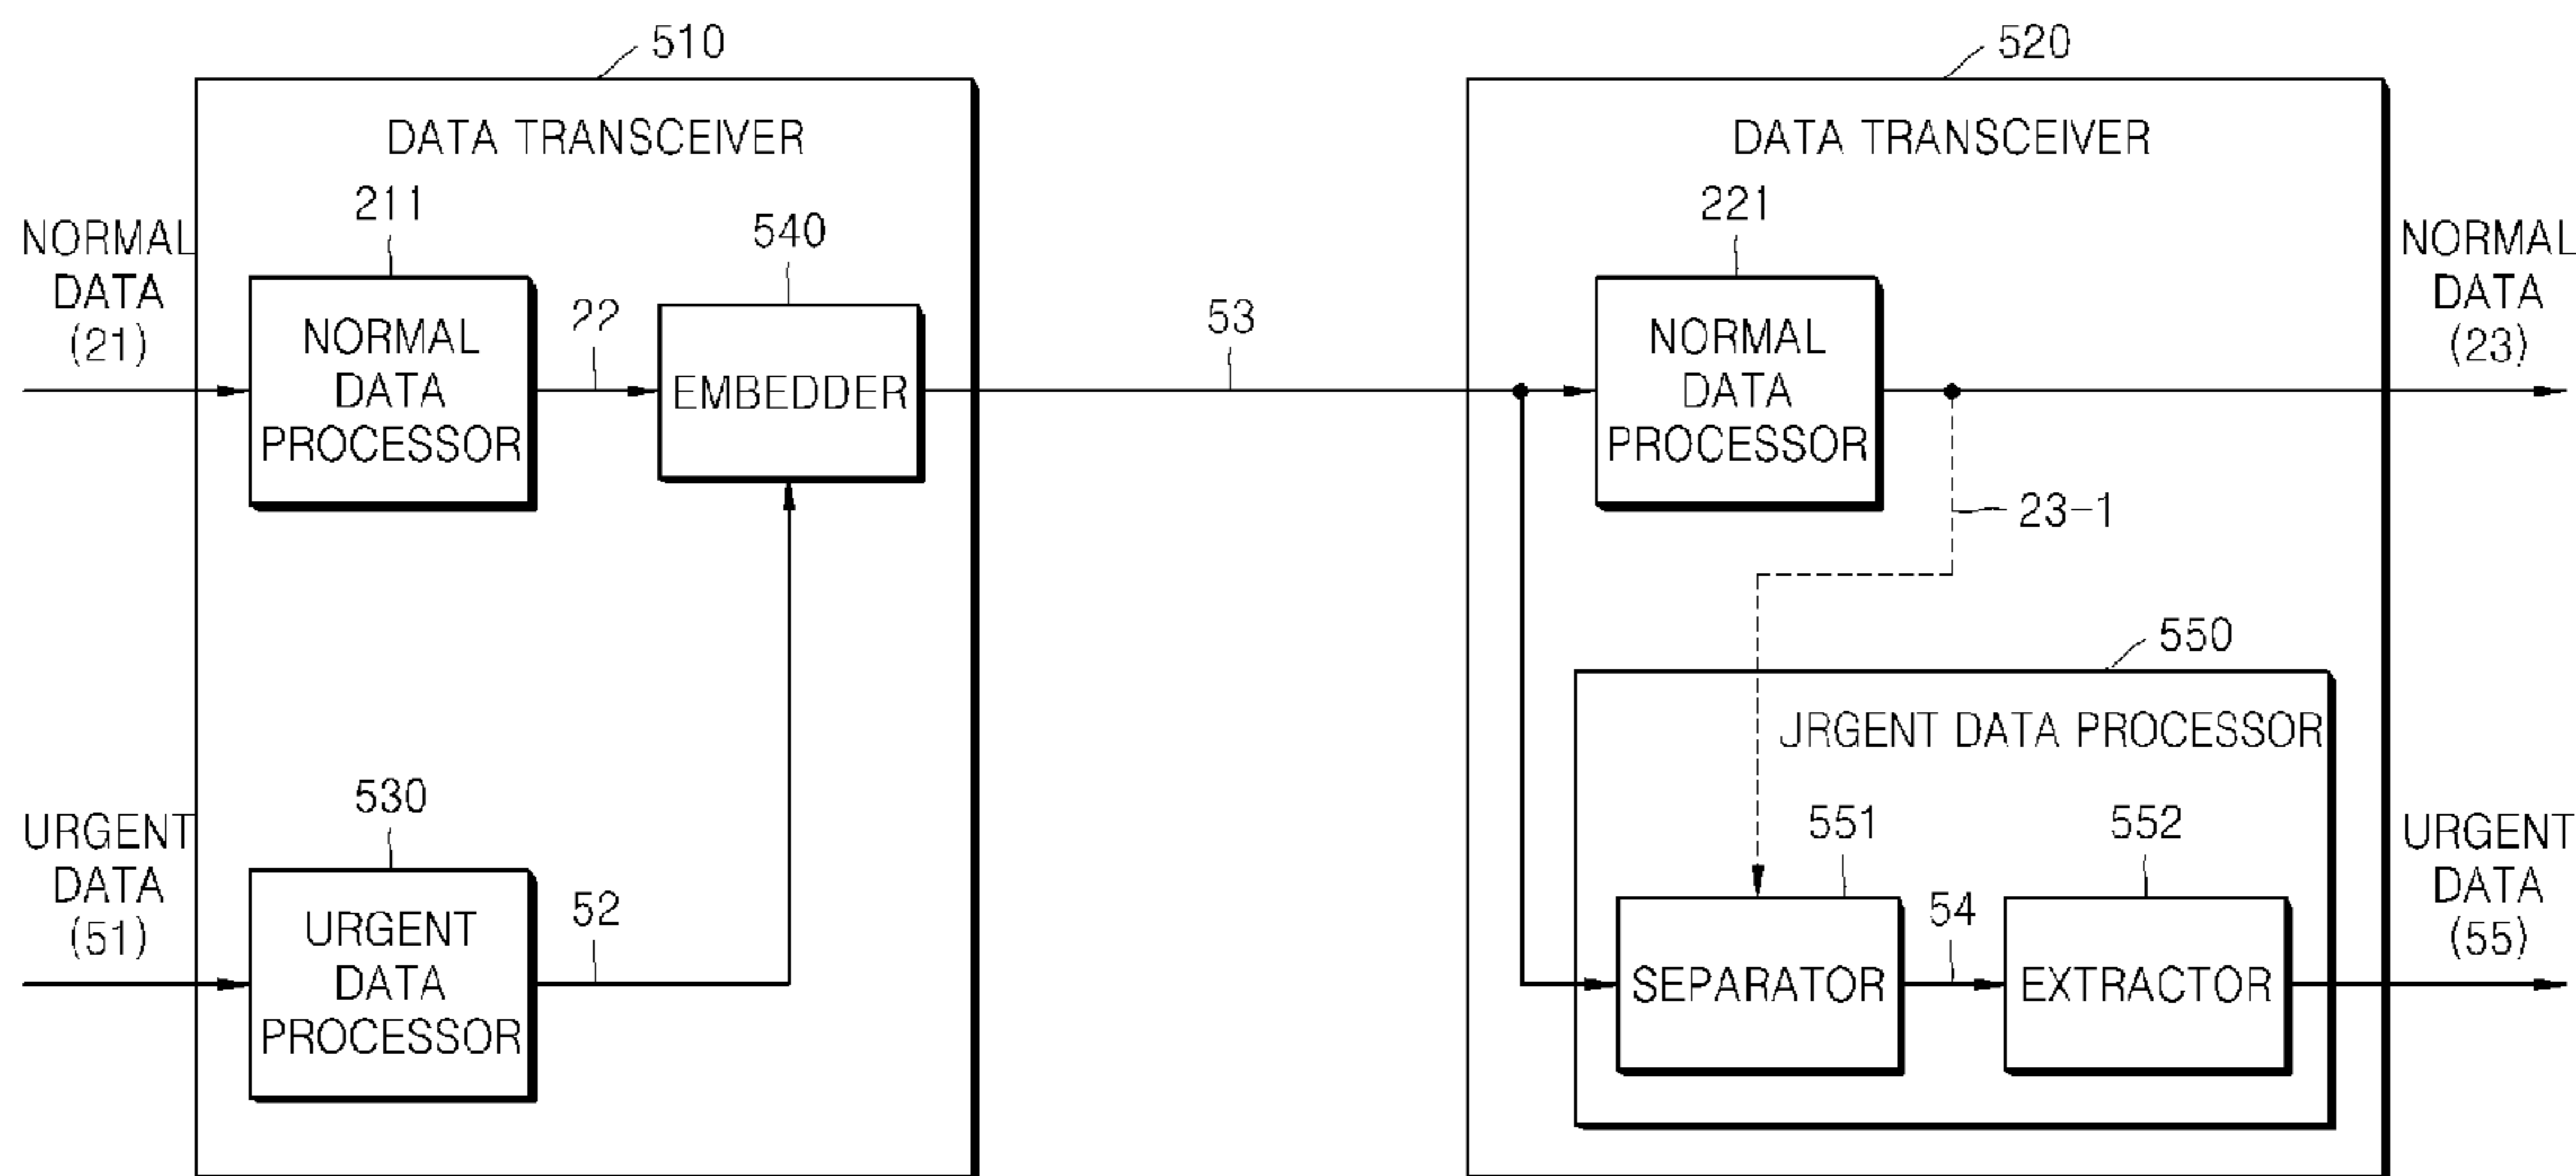 510
520
DATA TRANSCEIVER
DATA TRANSCEIVER
NORMAL
DATA
(21)
211
540
NORMAL
DATA
PROCESSOR
22
EMBEDDER
53
221
NORMAL
DATA
PROCESSOR
NORMAL
DATA
(23)
23-1
550
JRGENT DATA PROCESSOR
URGENT
DATA
(51)
530
URGENT
DATA
PROCESSOR
52
551
552
SEPARATOR
54
EXTRACTOR
URGENT
DATA
(55)